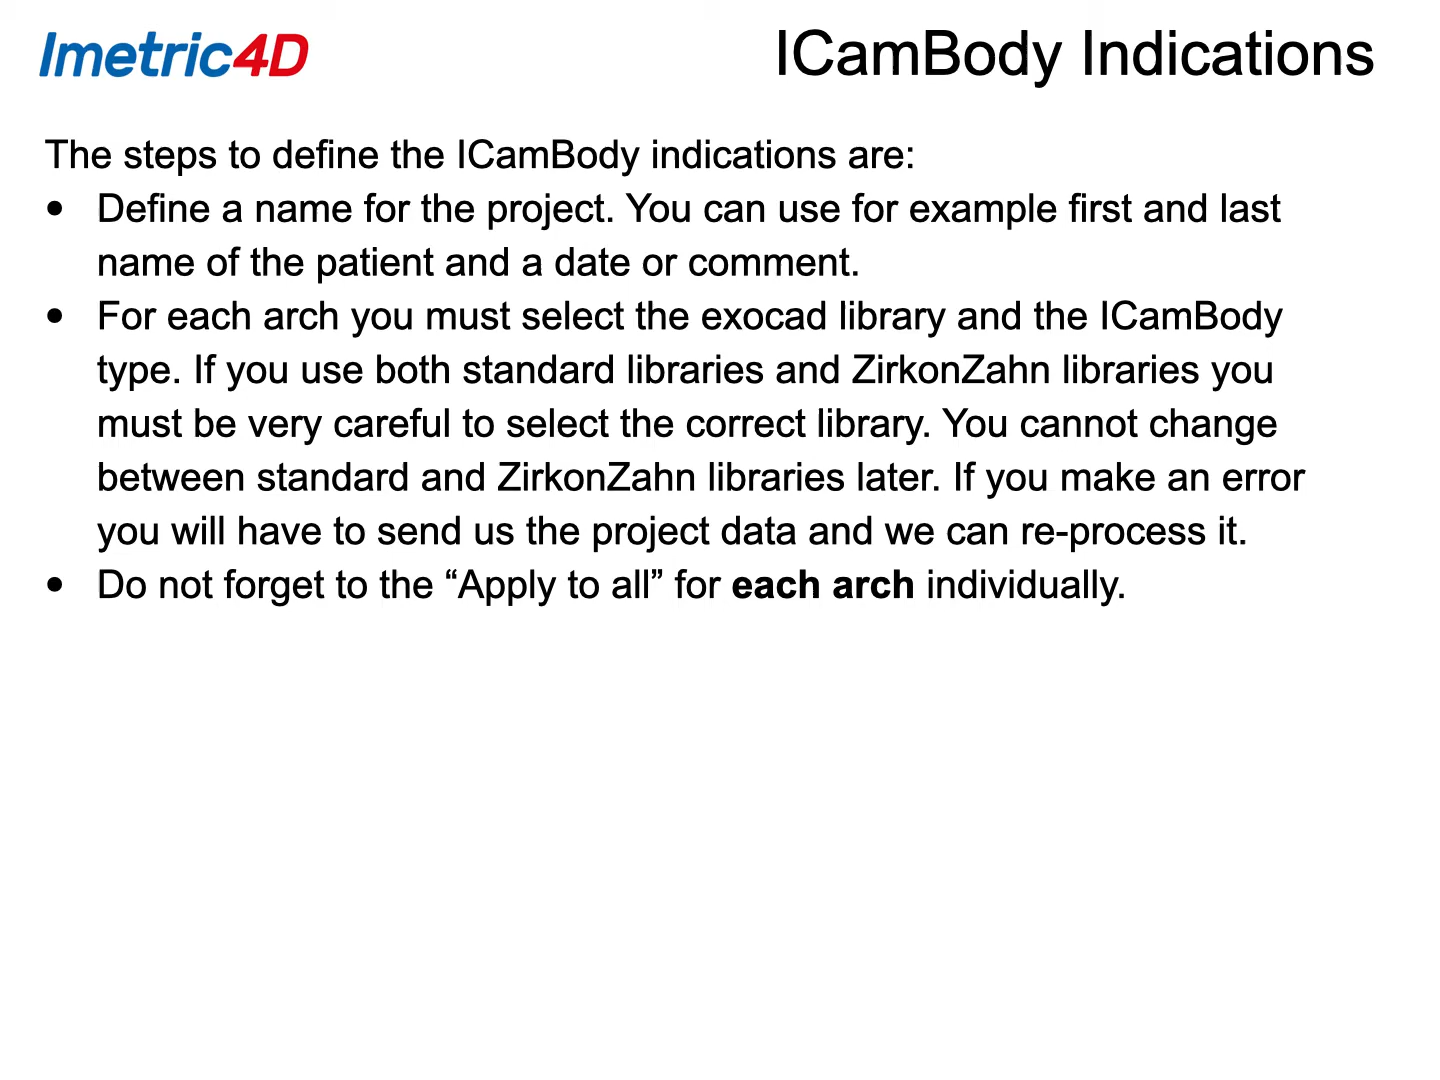 Imetric4D
ICamBody Indications
The steps to define the ICamBody indications are:
• Define a name for the project. You can use for example first and last
name of the patient and a date or comment.
• For each arch you must select the exocad library and the ICamBody
type. If you use both standard libraries and ZirkonZahn libraries you
must be very careful to select the correct library. You cannot change
between standard and ZirkonZahn libraries later. If you make an error
you will have to send us the project data and we can re-process it.
• Do not forget to the “Apply to all” for each arch individually.